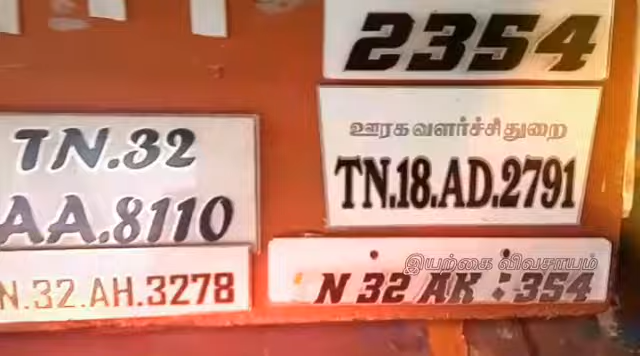 2354
TN.32
AA.8110
ஊரக வளர்ச்சி துறை
TN.18.AD.2791
N.32.AH.3278
இயற்கை விவசாயம்
N 32 AK : 354